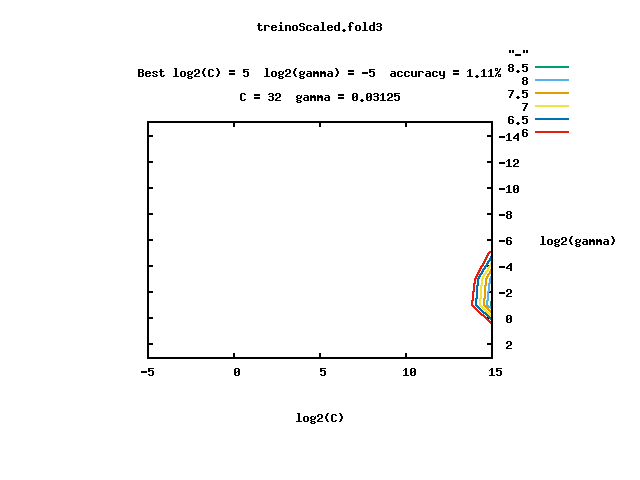 treinoScaled.fold3
"-"
Best log2(C) = 5  log2(gamma) = -5  accuracy = 1.11%
8.5
8
C = 32  gamma = 0.03125
7.5
7
6.5
6
-14
-12
-10
-8
-6
log2(gamma)
-4
-2
0
2
-5 0 5 10 15
log2(C)